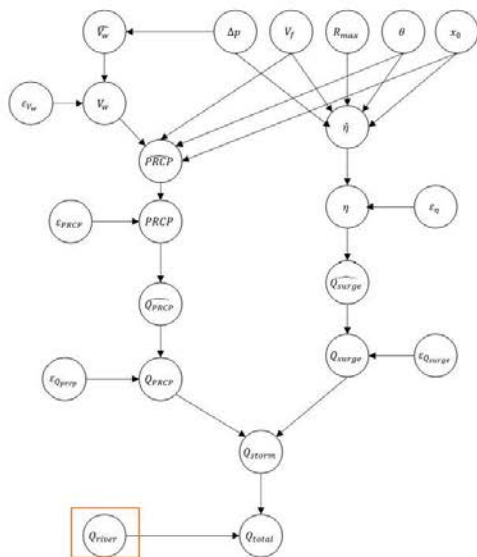 V̂_w Δp V_f R_max θ x_0
ε_{V_w} V_w
η̂
P͡RCP
ε_PRCP PRCP η ε_η
Q͡_PRCP Q͡_surge
Q_surge ε_{Q_surge}
ε_{Q_prcp} Q_PRCP
Q_storm
Q_river Q_total